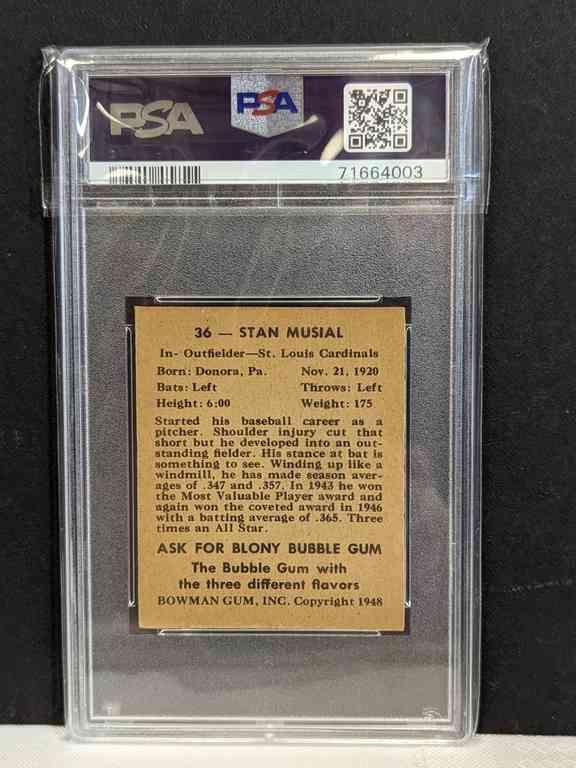 PSA
PSA
71664003
36 — STAN MUSIAL
In- Outfielder—St. Louis Cardinals
Born: Donora, Pa. Nov. 21, 1920
Bats: Left Throws: Left
Height: 6:00 Weight: 175
Started his baseball career as a
pitcher. Shoulder injury cut that
short but he developed into an out-
standing fielder. His stance at bat is
something to see. Winding up like a
windmill, he has made season aver-
ages of .347 and .357. In 1943 he won
the Most Valuable Player award and
again won the coveted award in 1946
with a batting average of .365. Three
times an All Star.
ASK FOR BLONY BUBBLE GUM
The Bubble Gum with
the three different flavors
BOWMAN GUM, INC. Copyright 1948